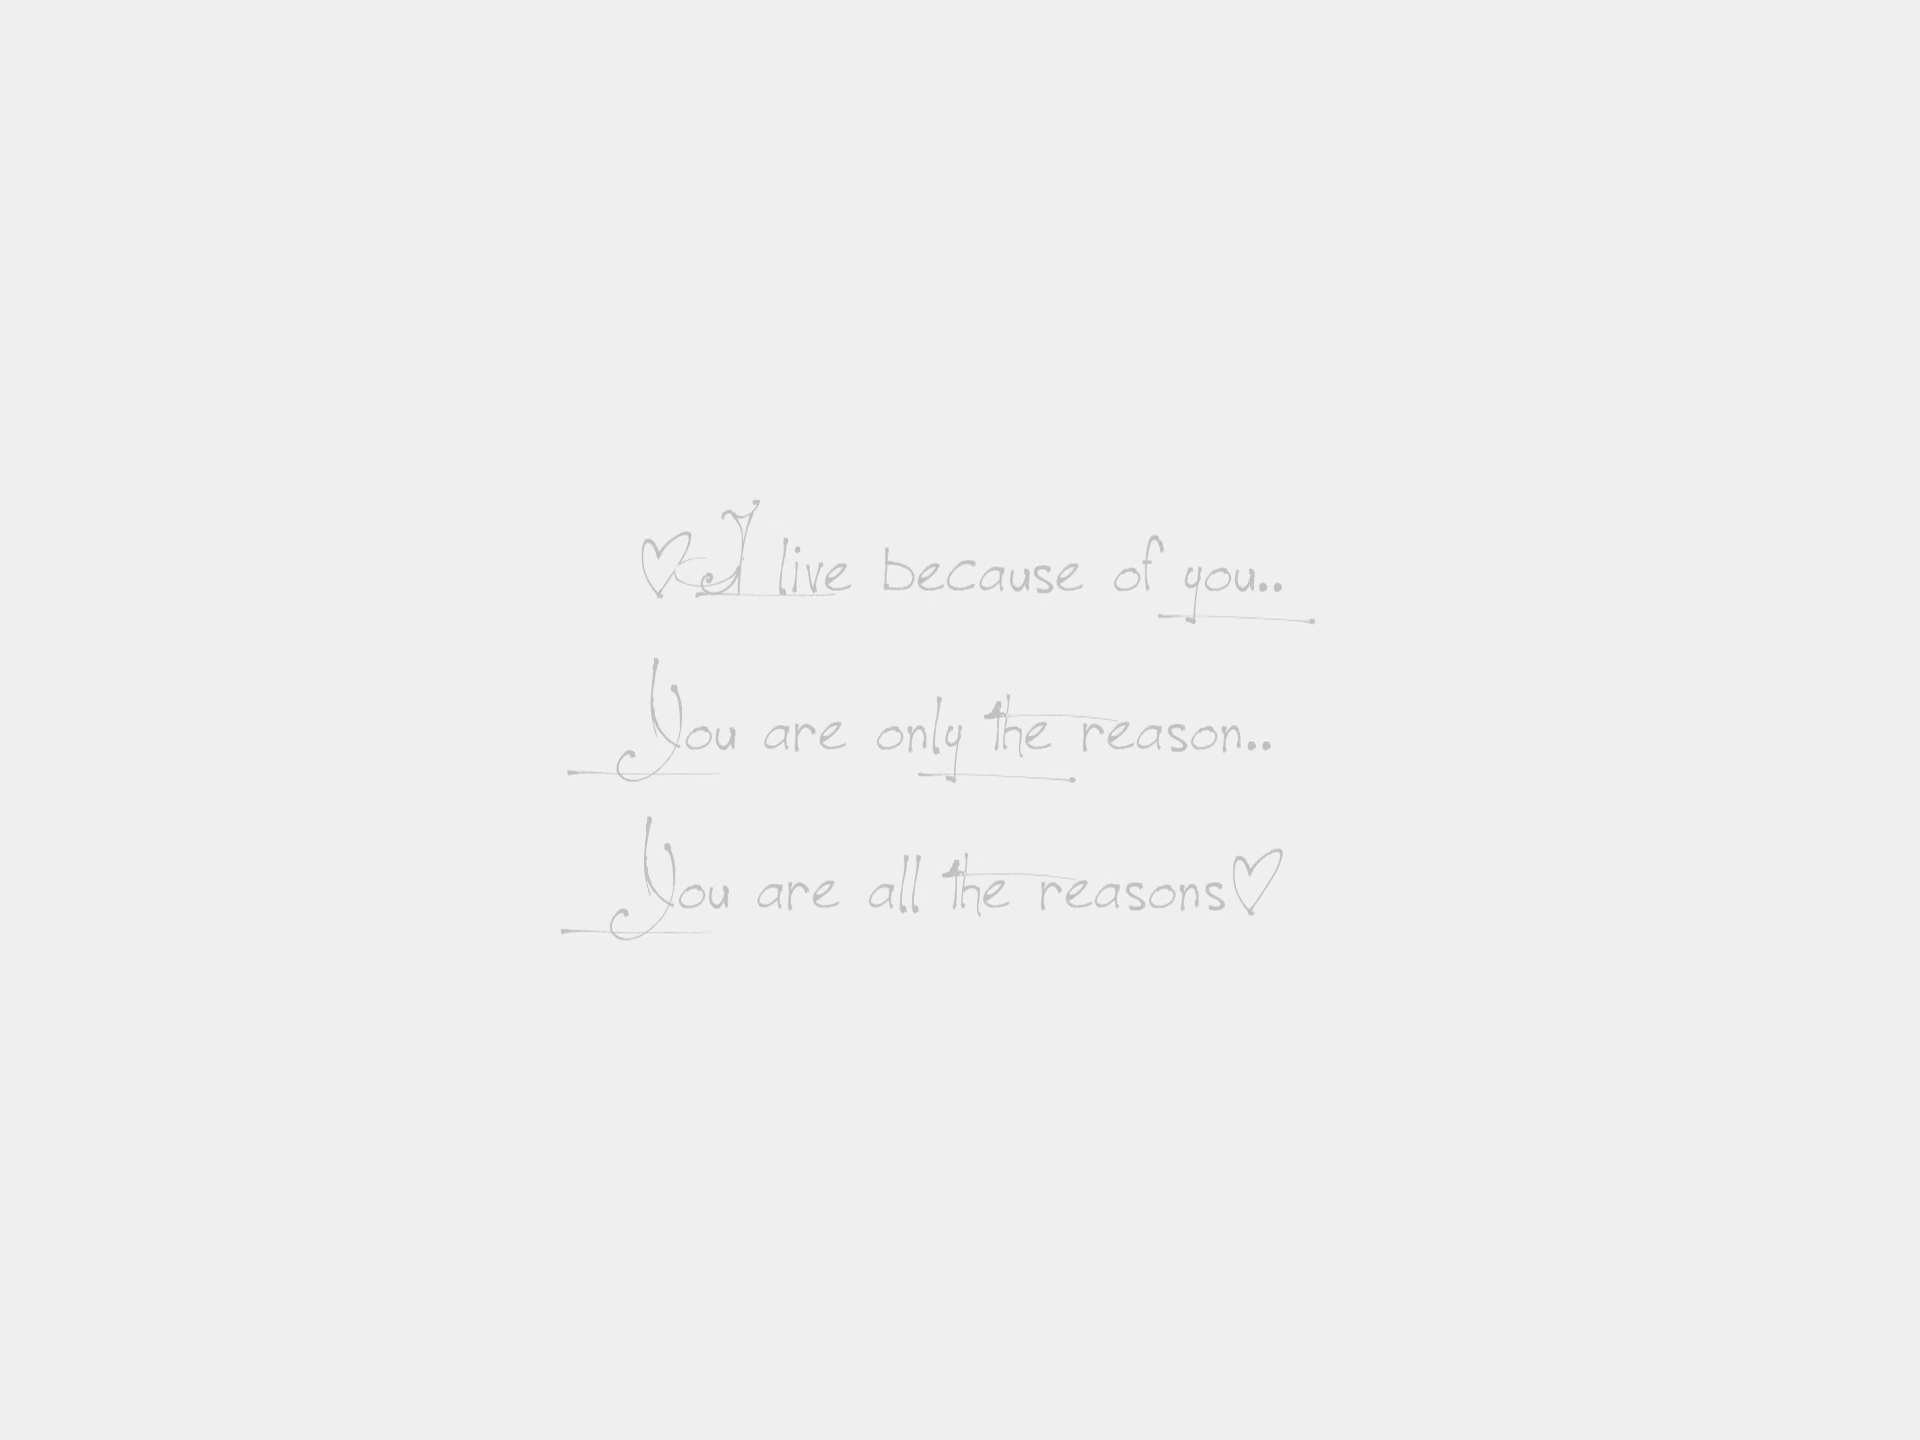 ♡I live because of you..
You are only the reason..
You are all the reasons♡